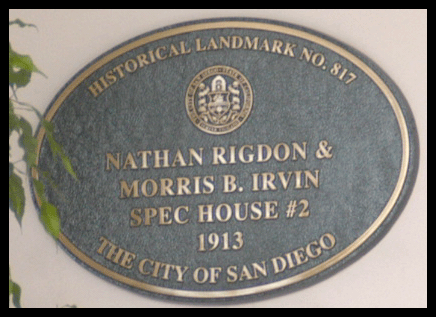 HISTORICAL LANDMARK NO. 817
NATHAN RIGDON &
MORRIS B. IRVIN
SPEC HOUSE #2
1913
THE CITY OF SAN DIEGO